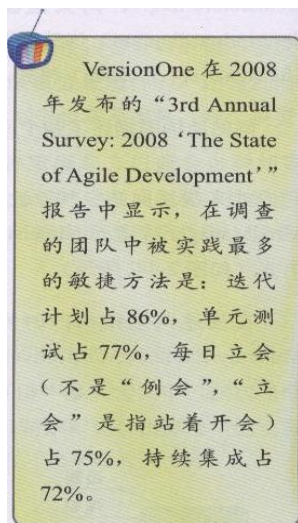 VersionOne 在 2008
年发布的“3rd Annual
Survey: 2008 ‘The State
of Agile Development’”
报告中显示，在调查
的团队中被实践最多
的敏捷方法是：迭代
计划占 86%，单元测
试占 77%，每日立会
（不是“例会”，“立
会”是指站着开会）
占 75%，持续集成占
72%。